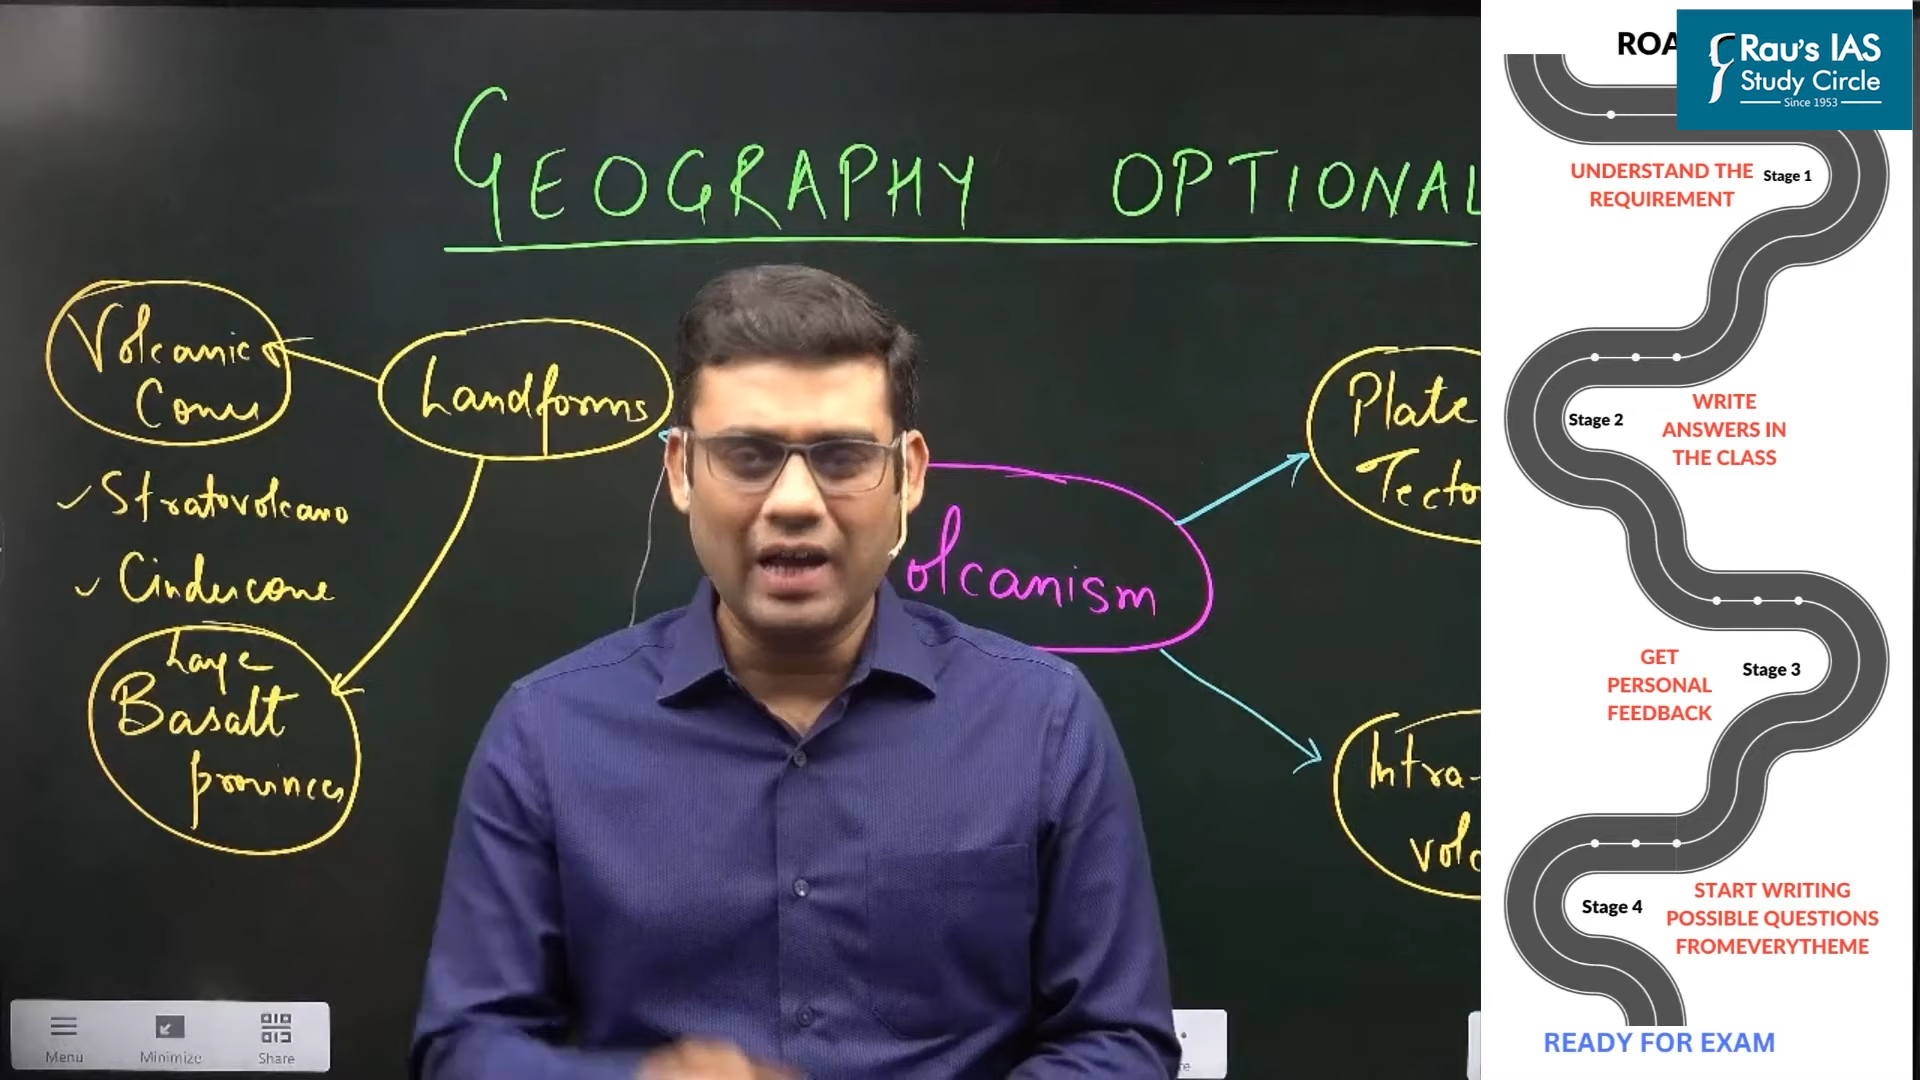 GEOGRAPHY OPTIONAL
Volcanic
Cones
Landforms
Stratovolcano
Cindercone
Large
Basalt
provinces
olcanism
Plate
Tecto
Intra-
volc
Menu
Minimize
Share
re
ROA
Rau's IAS
Study Circle
Since 1953
UNDERSTAND THE
REQUIREMENT
Stage 1
Stage 2
WRITE
ANSWERS IN
THE CLASS
GET
PERSONAL
FEEDBACK
Stage 3
Stage 4
START WRITING
POSSIBLE QUESTIONS
FROMEVERYTHEME
READY FOR EXAM